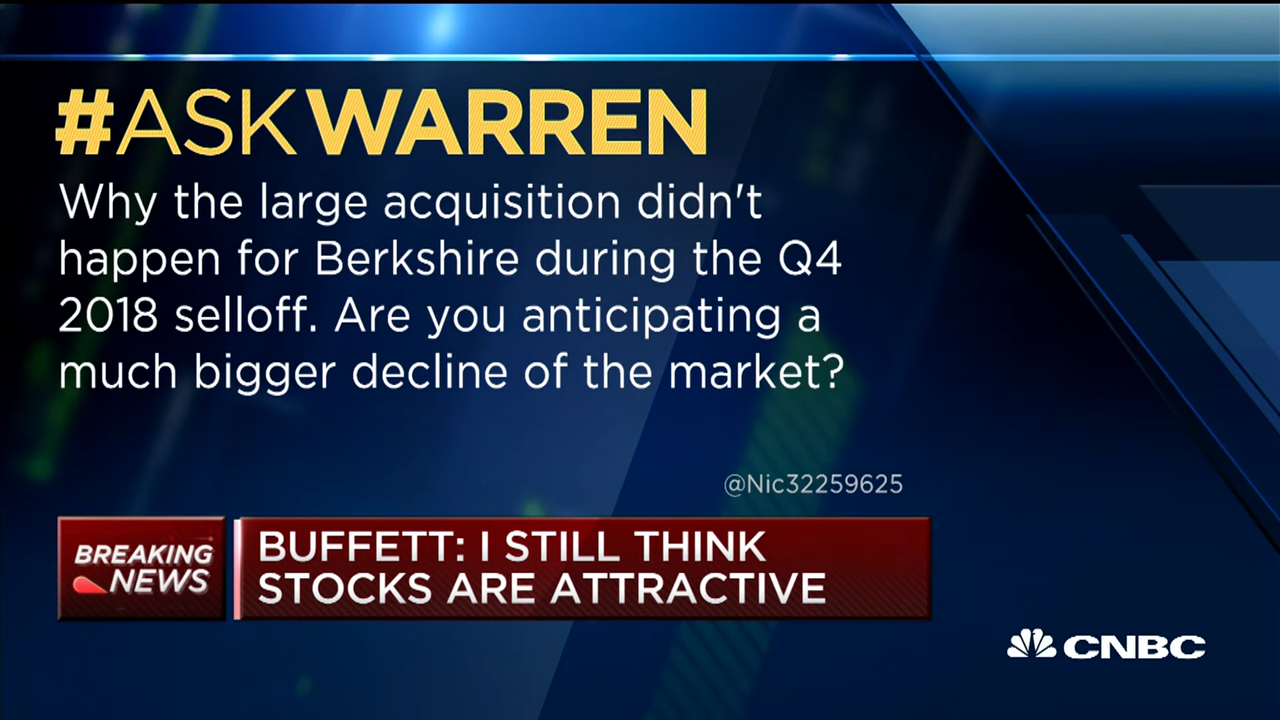 #ASKWARREN
Why the large acquisition didn't
happen for Berkshire during the Q4
2018 selloff. Are you anticipating a
much bigger decline of the market?
@Nic32259625
BREAKING
NEWS
BUFFETT: I STILL THINK
STOCKS ARE ATTRACTIVE
CNBC